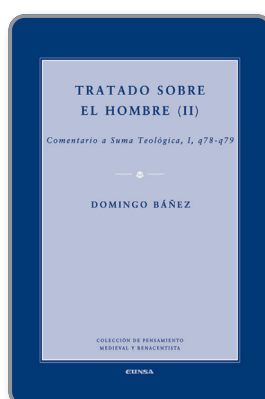 TRATADO SOBRE
EL HOMBRE (II)
Comentario a Suma Teológica, I, q78-q79
DOMINGO BÁÑEZ
COLECCIÓN DE PENSAMIENTO
MEDIEVAL Y RENACENTISTA
EUNSA